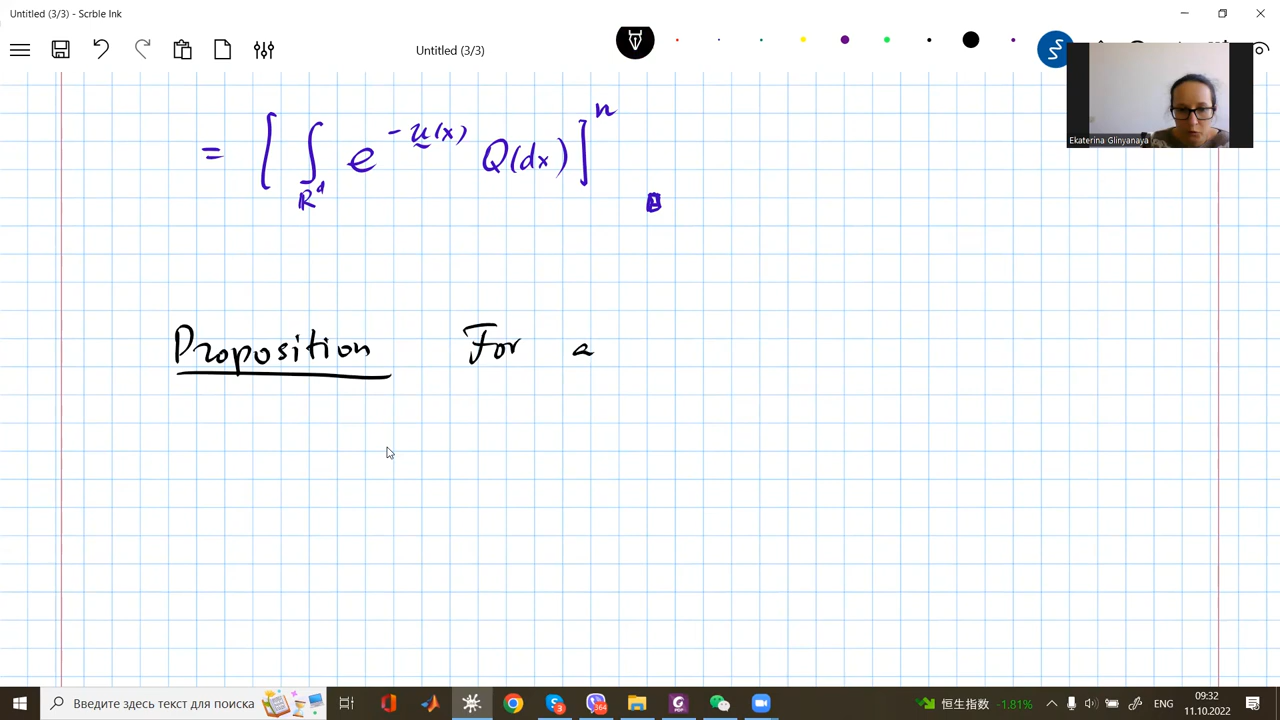 Untitled (3/3) - Scrble Ink
Untitled (3/3)
= [ ∫_{ℝ^d} e^{-u(x)} Q(dx) ]^n
Ekaterina Glinyanaya
Proposition For a
Введите здесь текст для поиска
364
恒生指数 -1.81%
ENG
09:32
11.10.2022